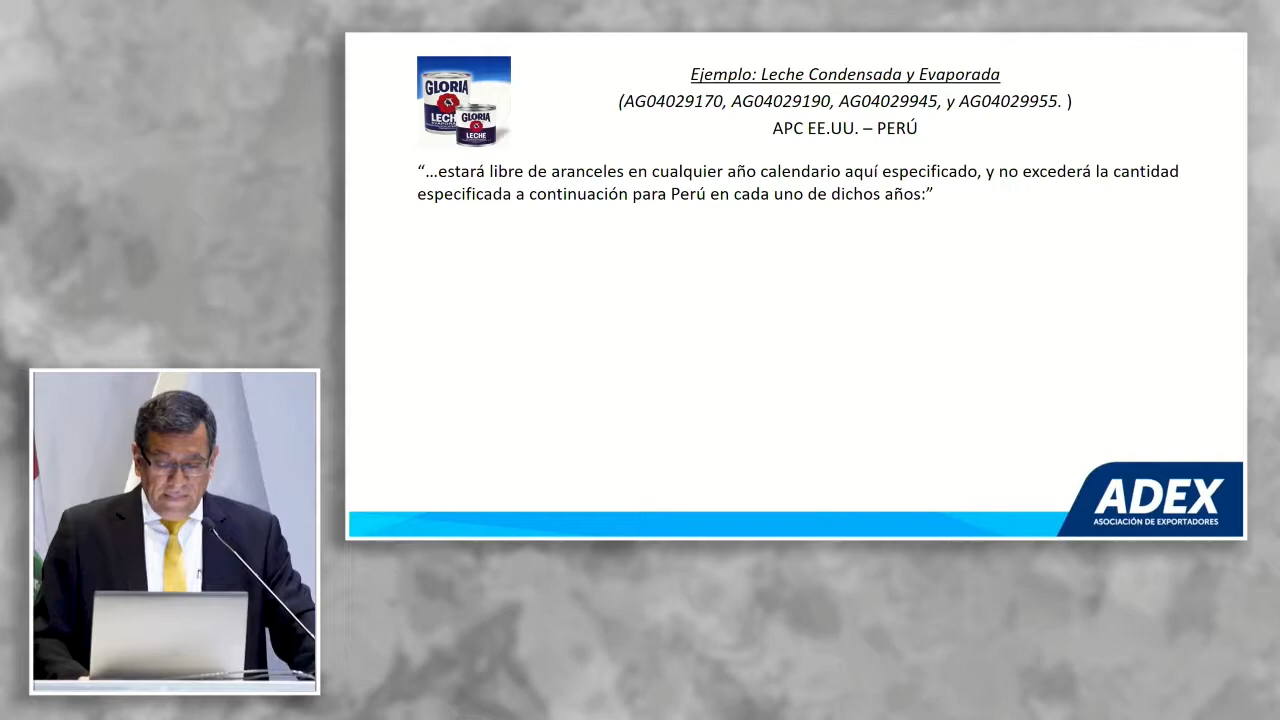 Ejemplo: Leche Condensada y Evaporada
(AG04029170, AG04029190, AG04029945, y AG04029955. )
APC EE.UU. – PERÚ
GLORIA
LECHE
GLORIA
LECHE
“…estará libre de aranceles en cualquier año calendario aquí especificado, y no excederá la cantidad
especificada a continuación para Perú en cada uno de dichos años:”
ADEX
ASOCIACIÓN DE EXPORTADORES